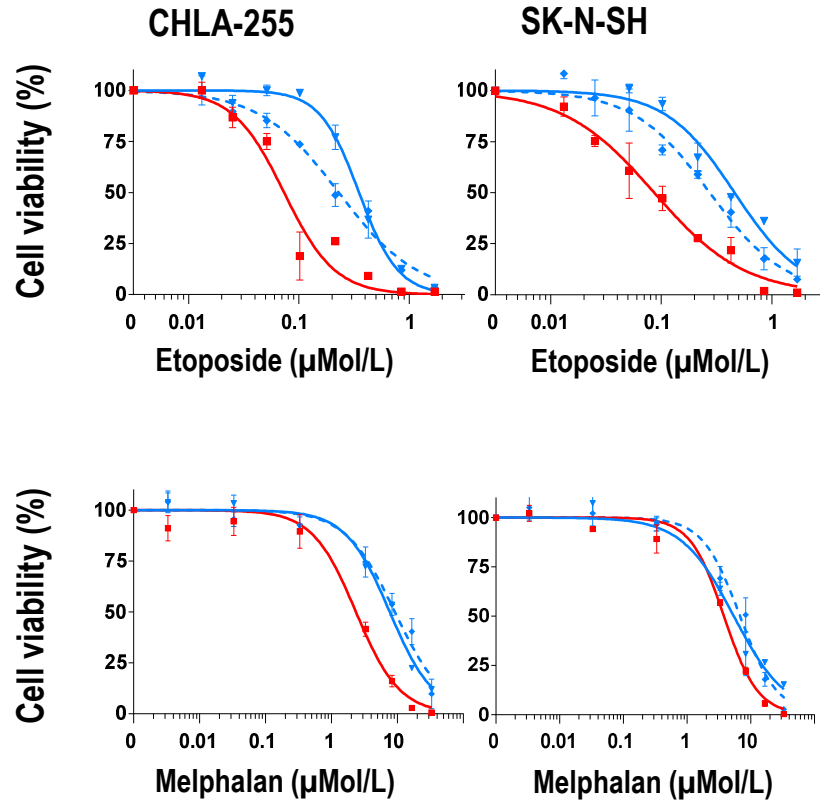 CHLA-255 SK-N-SH
Cell viability (%)
100 100
75 75
50 50
25 25
0 0
0 0.01 0.1 1 0 0.01 0.1 1
Etoposide (µMol/L) Etoposide (µMol/L)
Cell viability (%)
100 100
75 75
50 50
25 25
0 0
0 0.01 0.1 1 10 0 0.01 0.1 1 10
Melphalan (µMol/L) Melphalan (µMol/L)